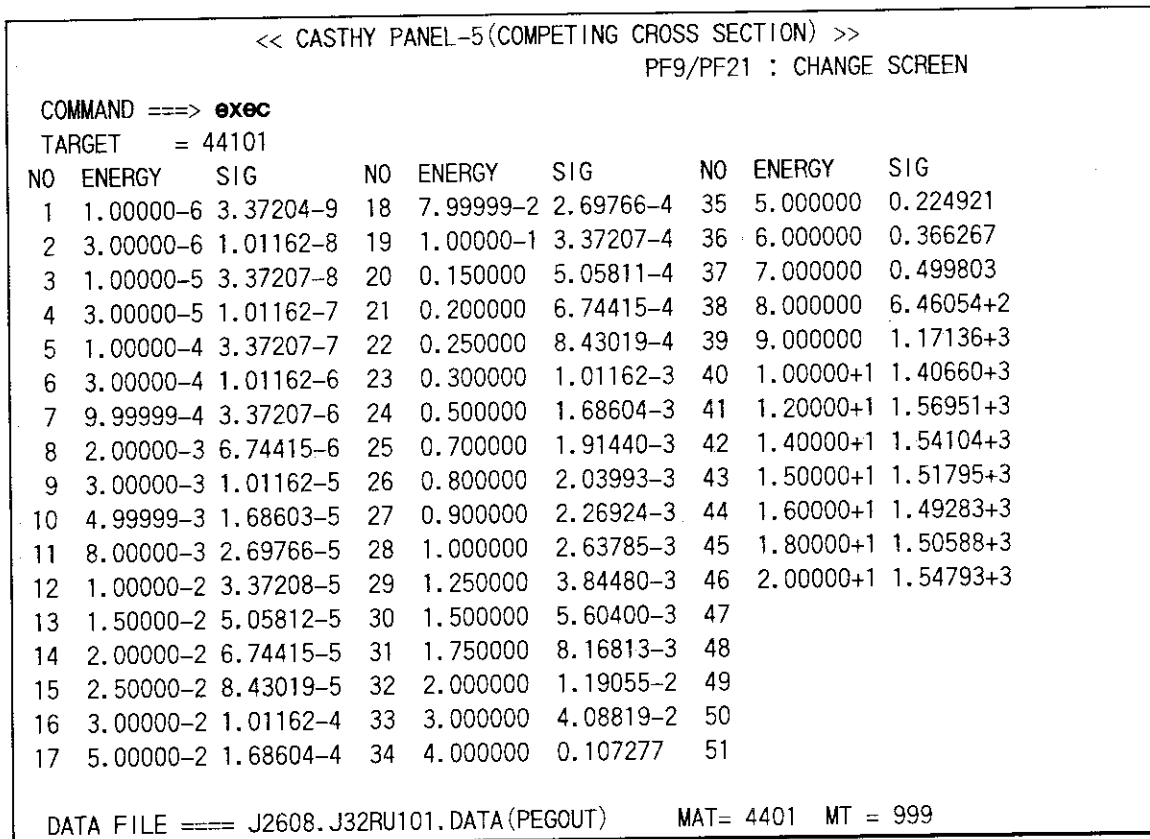 << CASTHY PANEL-5(COMPETING CROSS SECTION) >>
PF9/PF21 : CHANGE SCREEN
COMMAND ===> exec
TARGET = 44101
NO ENERGY SIG NO ENERGY SIG NO ENERGY SIG
1 1.00000-6 3.37204-9 18 7.99999-2 2.69766-4 35 5.000000 0.224921
2 3.00000-6 1.01162-8 19 1.00000-1 3.37207-4 36 6.000000 0.366267
3 1.00000-5 3.37207-8 20 0.150000 5.05811-4 37 7.000000 0.499803
4 3.00000-5 1.01162-7 21 0.200000 6.74415-4 38 8.000000 6.46054+2
5 1.00000-4 3.37207-7 22 0.250000 8.43019-4 39 9.000000 1.17136+3
6 3.00000-4 1.01162-6 23 0.300000 1.01162-3 40 1.00000+1 1.40660+3
7 9.99999-4 3.37207-6 24 0.500000 1.68604-3 41 1.20000+1 1.56951+3
8 2.00000-3 6.74415-6 25 0.700000 1.91440-3 42 1.40000+1 1.54104+3
9 3.00000-3 1.01162-5 26 0.800000 2.03993-3 43 1.50000+1 1.51795+3
10 4.99999-3 1.68603-5 27 0.900000 2.26924-3 44 1.60000+1 1.49283+3
11 8.00000-3 2.69766-5 28 1.000000 2.63785-3 45 1.80000+1 1.50588+3
12 1.00000-2 3.37208-5 29 1.250000 3.84480-3 46 2.00000+1 1.54793+3
13 1.50000-2 5.05812-5 30 1.500000 5.60400-3 47
14 2.00000-2 6.74415-5 31 1.750000 8.16813-3 48
15 2.50000-2 8.43019-5 32 2.000000 1.19055-2 49
16 3.00000-2 1.01162-4 33 3.000000 4.08819-2 50
17 5.00000-2 1.68604-4 34 4.000000 0.107277 51
DATA FILE ==== J2608.J32RU101.DATA(PEGOUT) MAT= 4401 MT = 999